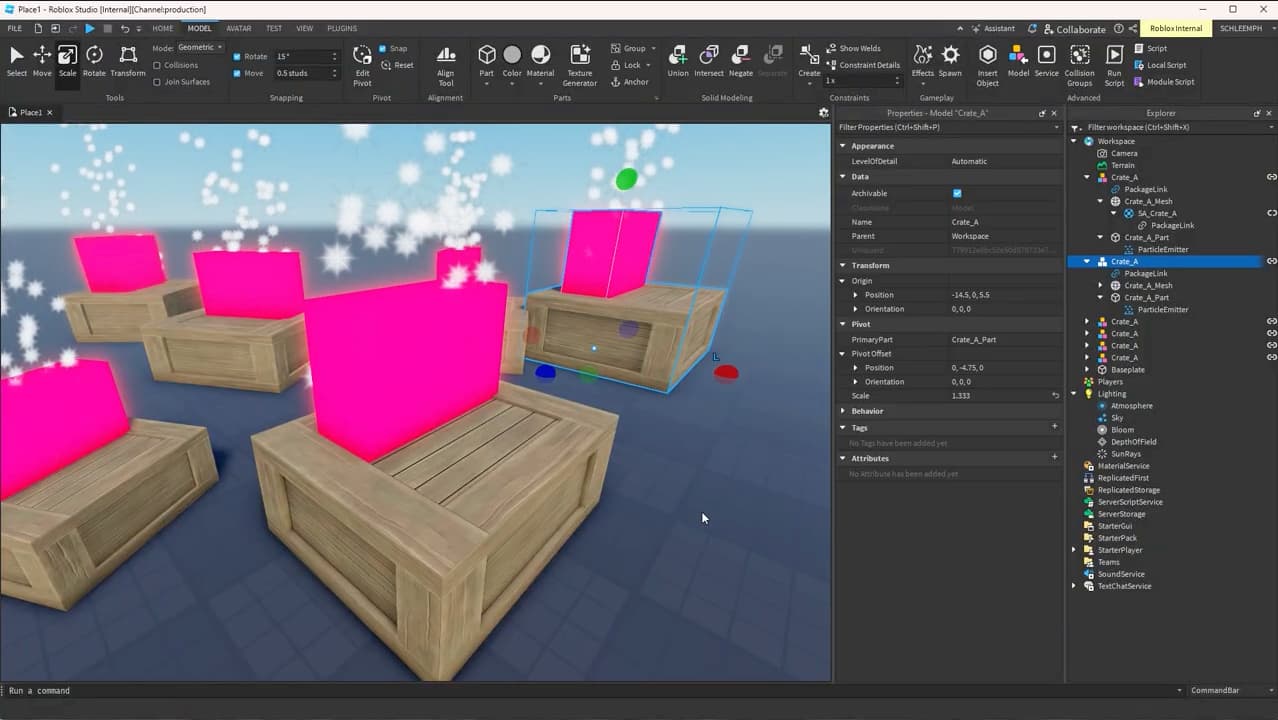 Place1 - Roblox Studio [Internal][Channel:production]
FILE HOME MODEL AVATAR TEST VIEW PLUGINS Assistant Collaborate Roblox Internal SCHLEEMPH
Select Move Scale Rotate Transform
Mode: Geometric
Collisions
Join Surfaces
Tools
Rotate 15°
Move 0.5 studs
Snapping
Edit Pivot
Snap
Reset
Pivot
Align Tool
Alignment
Part Color Material Texture Generator
Group
Lock
Anchor
Parts
Union Intersect Negate Separate
Solid Modeling
Create
Show Welds
Constraint Details
1x
Constraints
Effects Spawn
Gameplay
Insert Object Model Service Collision Groups Run Script
Script
Local Script
Module Script
Advanced
Place1
Properties - Model "Crate_A"
Filter Properties (Ctrl+Shift+P)
Appearance
LevelOfDetail Automatic
Data
Archivable
Name Crate_A
Parent Workspace
Transform
Origin
Position -14.5, 0, 5.5
Orientation 0, 0, 0
Pivot
PrimaryPart Crate_A_Part
Pivot Offset
Position 0, -4.75, 0
Orientation 0, 0, 0
Scale 1.333
Behavior
Tags
No Tags have been added yet
Attributes
No Attribute has been added yet
Explorer
Filter workspace (Ctrl+Shift+X)
Workspace
Camera
Terrain
Crate_A
PackageLink
Crate_A_Mesh
SA_Crate_A
PackageLink
Crate_A_Part
ParticleEmitter
Crate_A
PackageLink
Crate_A_Mesh
Crate_A_Part
ParticleEmitter
Crate_A
Crate_A
Crate_A
Crate_A
Baseplate
Players
Lighting
Atmosphere
Sky
Bloom
DepthOfField
SunRays
MaterialService
ReplicatedFirst
ReplicatedStorage
ServerScriptService
ServerStorage
StarterGui
StarterPack
StarterPlayer
Teams
SoundService
TextChatService
L
Run a command
CommandBar